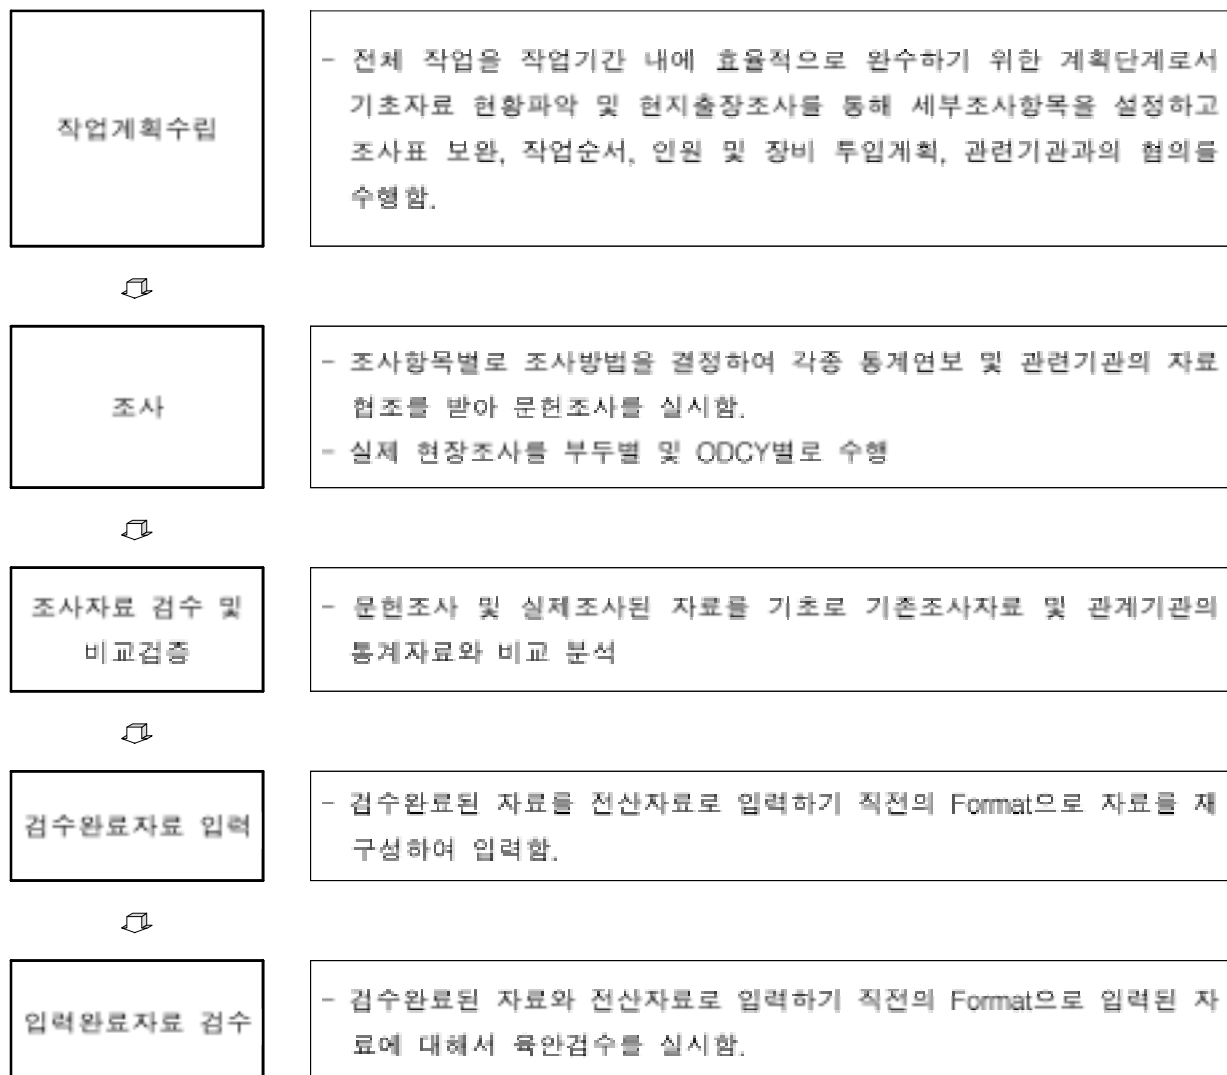 작업계획수립
- 전체 작업을 작업기간 내에 효율적으로 완수하기 위한 계획단계로서
기초자료 현황파악 및 현지출장조사를 통해 세부조사항목을 설정하고
조사표 보완, 작업순서, 인원 및 장비 투입계획, 관련기관과의 협의를
수행함.
조사
- 조사항목별로 조사방법을 결정하여 각종 통계연보 및 관련기관의 자료
협조를 받아 문헌조사를 실시함.
- 실제 현장조사를 부두별 및 ODCY별로 수행
조사자료 검수 및
비교검증
- 문헌조사 및 실제조사된 자료를 기초로 기존조사자료 및 관계기관의
통계자료와 비교 분석
검수완료자료 입력
- 검수완료된 자료를 전산자료로 입력하기 직전의 Format으로 자료를 재
구성하여 입력함.
입력완료자료 검수
- 검수완료된 자료와 전산자료로 입력하기 직전의 Format으로 입력된 자
료에 대해서 육안검수를 실시함.